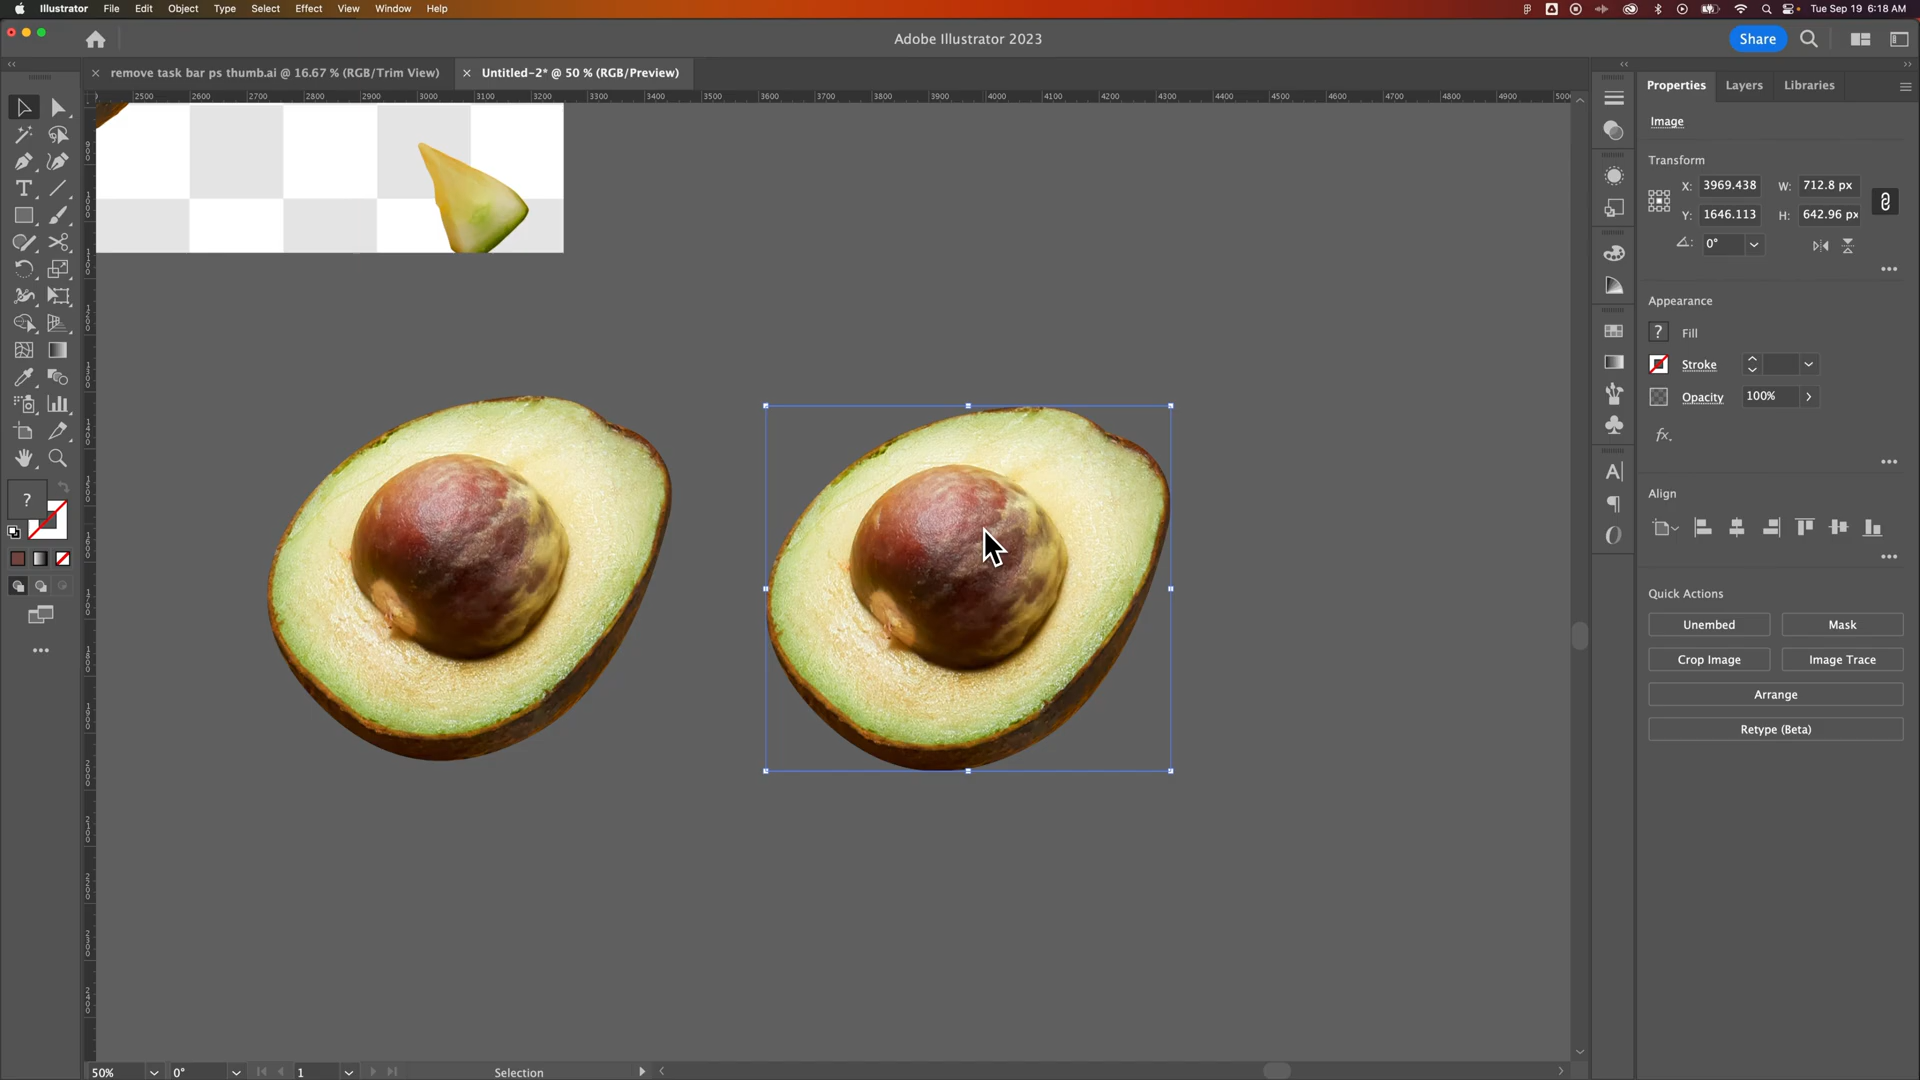 Illustrator File Edit Object Type Select Effect View Window Help
Tue Sep 19 6:18 AM
Adobe Illustrator 2023
Share
remove task bar ps thumb.ai @ 16.67 % (RGB/Trim View)
Untitled-2* @ 50 % (RGB/Preview)
2500 2600 2700 2800 2900 3000 3100 3200 3300 3400 3500 3600 3700 3800 3900 4000 4100 4200 4300 4400 4500 4600 4700 4800 4900
Properties Layers Libraries
Image
Transform
X: 3969.438 W: 712.8 px
Y: 1646.113 H: 642.96 px
0°
Appearance
? Fill
Stroke
Opacity 100%
fx.
Align
Quick Actions
Unembed Mask
Crop Image Image Trace
Arrange
Retype (Beta)
?
50% 0° 1 Selection